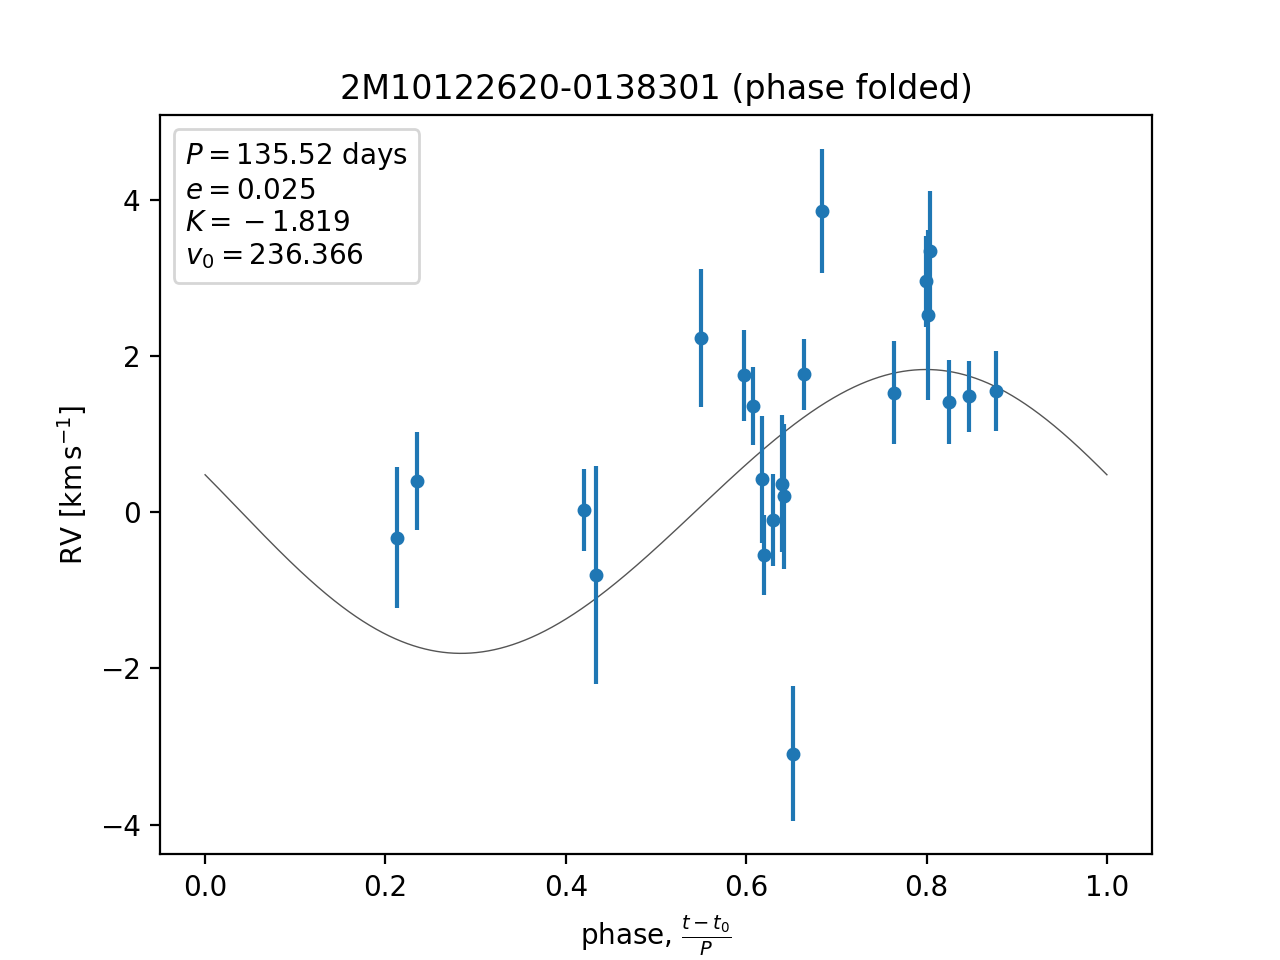 2M10122620-0138301 (phase folded)
P = 135.52 days
e = 0.025
K = −1.819
v₀ = 236.366
RV [km s⁻¹]
4
2
0
−2
−4
0.0 0.2 0.4 0.6 0.8 1.0
phase, (t − t₀)/P